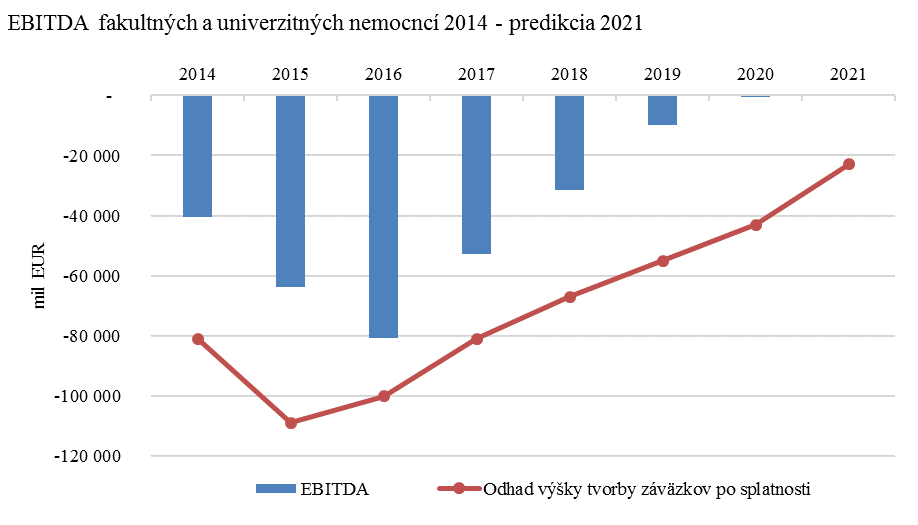 EBITDA fakultných a univerzitných nemocncí 2014 - predikcia 2021
2014 2015 2016 2017 2018 2019 2020 2021
-
-20 000
-40 000
-60 000
-80 000
-100 000
-120 000
mil EUR
EBITDA
Odhad výšky tvorby záväzkov po splatnosti